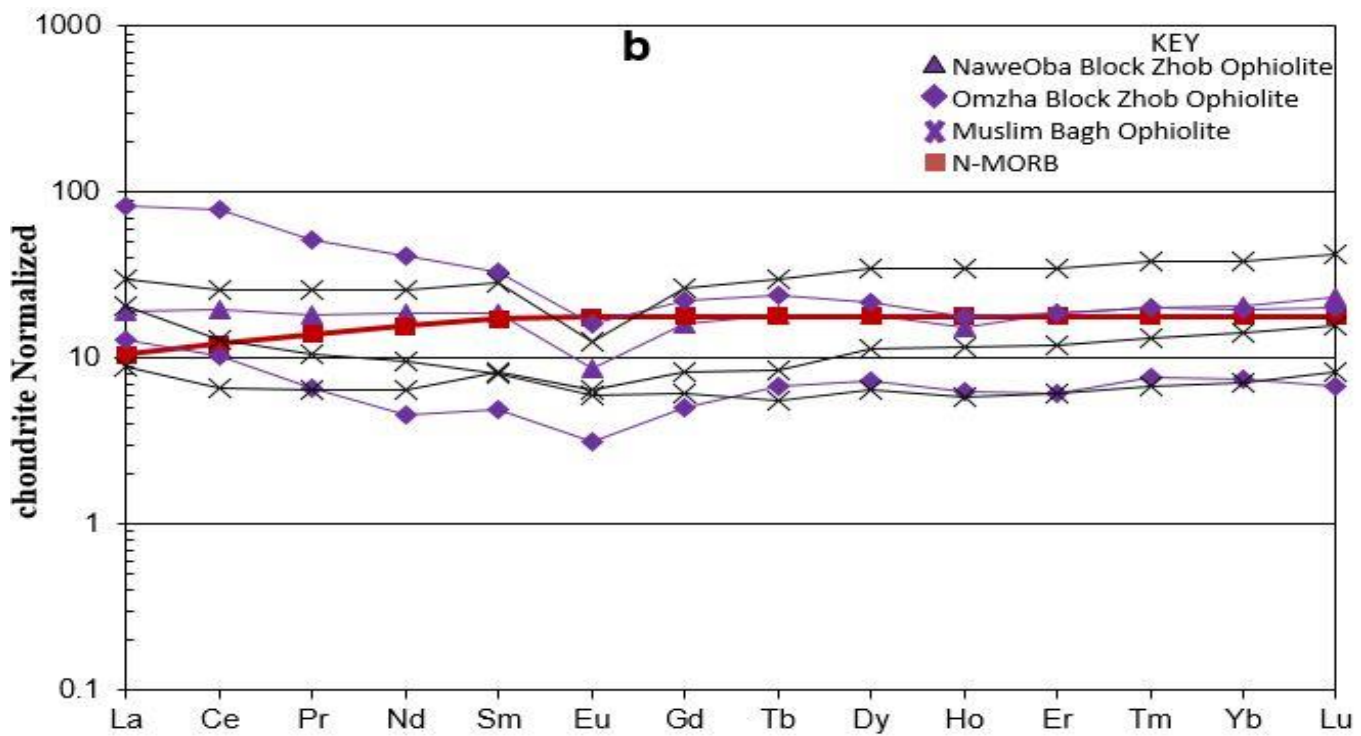 b
KEY
NaweOba Block Zhob Ophiolite
Omzha Block Zhob Ophiolite
Muslim Bagh Ophiolite
N-MORB
chondrite Normalized
1000
100
10
1
0.1
La Ce Pr Nd Sm Eu Gd Tb Dy Ho Er Tm Yb Lu